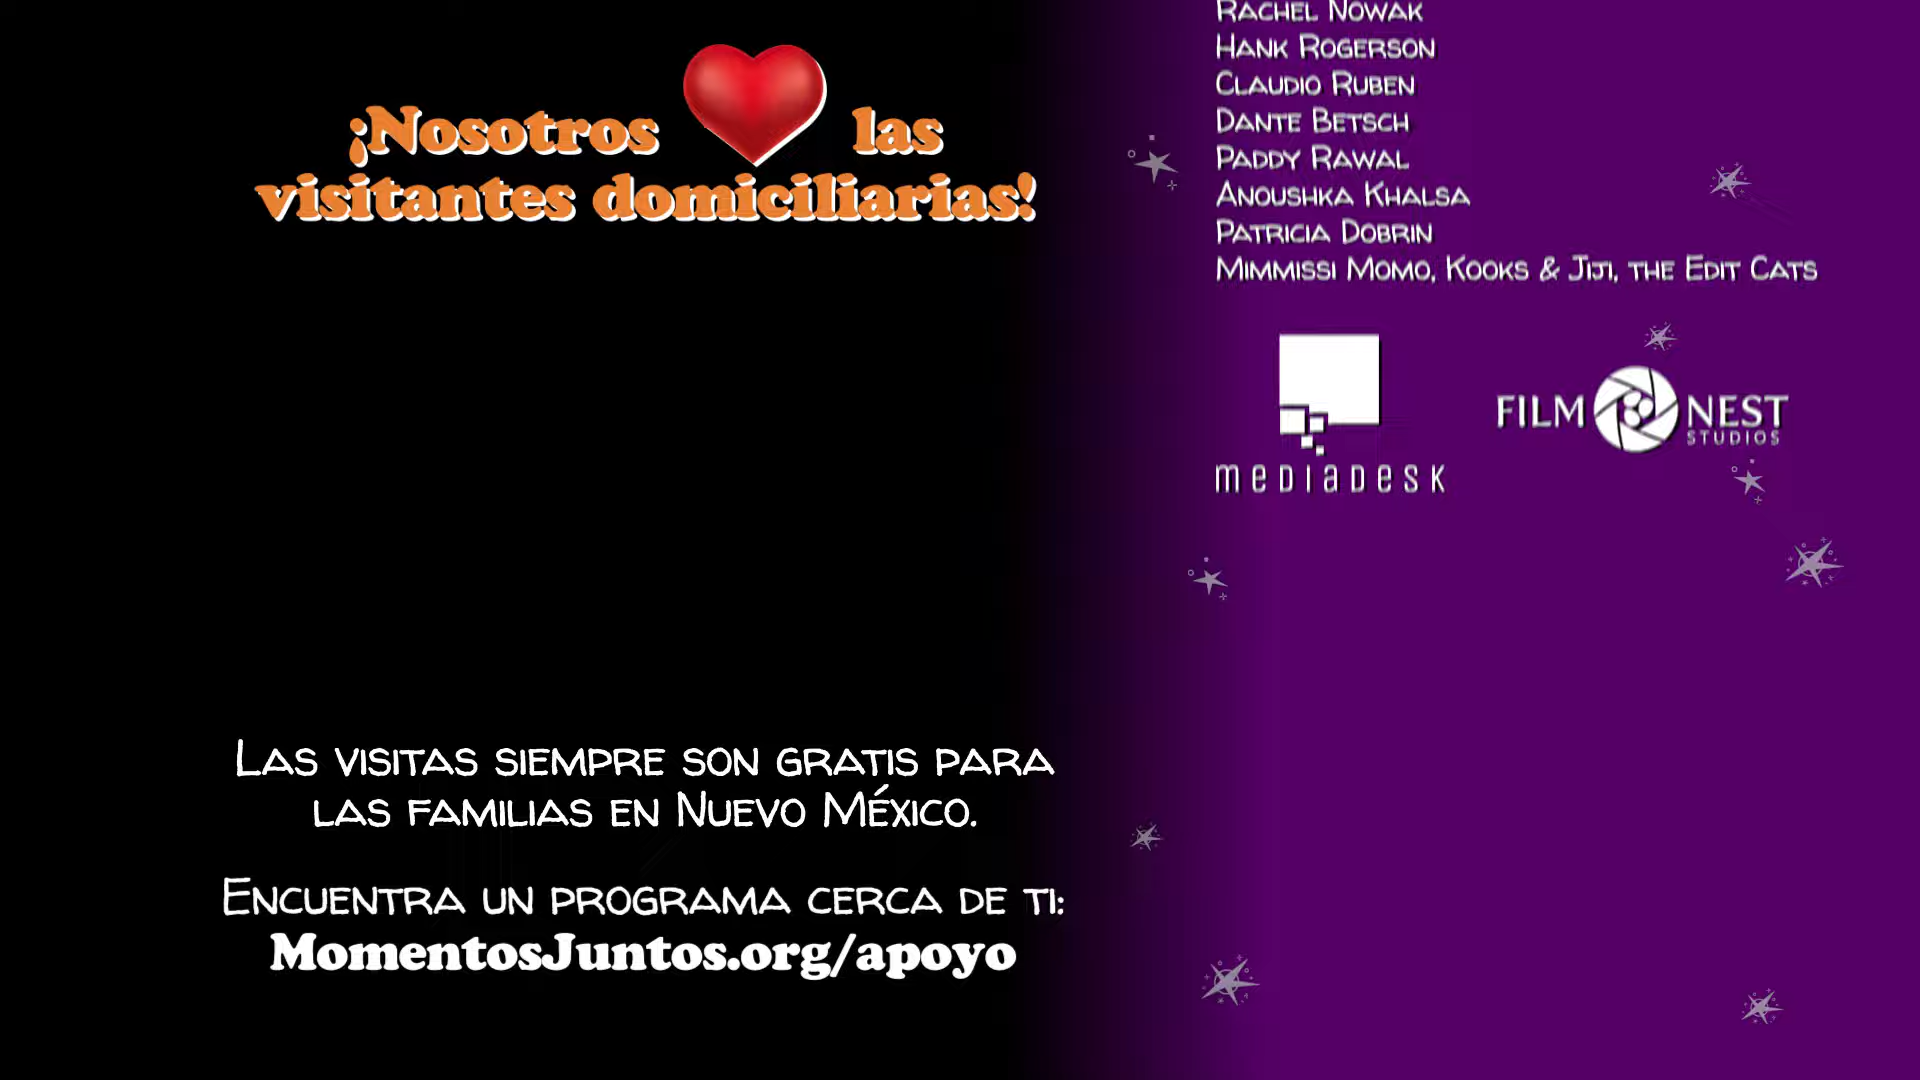 ¡Nosotros las
visitantes domiciliarias!
Las visitas siempre son gratis para
las familias en Nuevo México.
Encuentra un programa cerca de ti:
MomentosJuntos.org/apoyo
Rachel Nowak
Hank Rogerson
Claudio Ruben
Dante Betsch
Paddy Rawal
Anoushka Khalsa
Patricia Dobrin
Mimmissi Momo, Kooks & Jiji, the Edit Cats
mediadesk
FILM NEST
STUDIOS